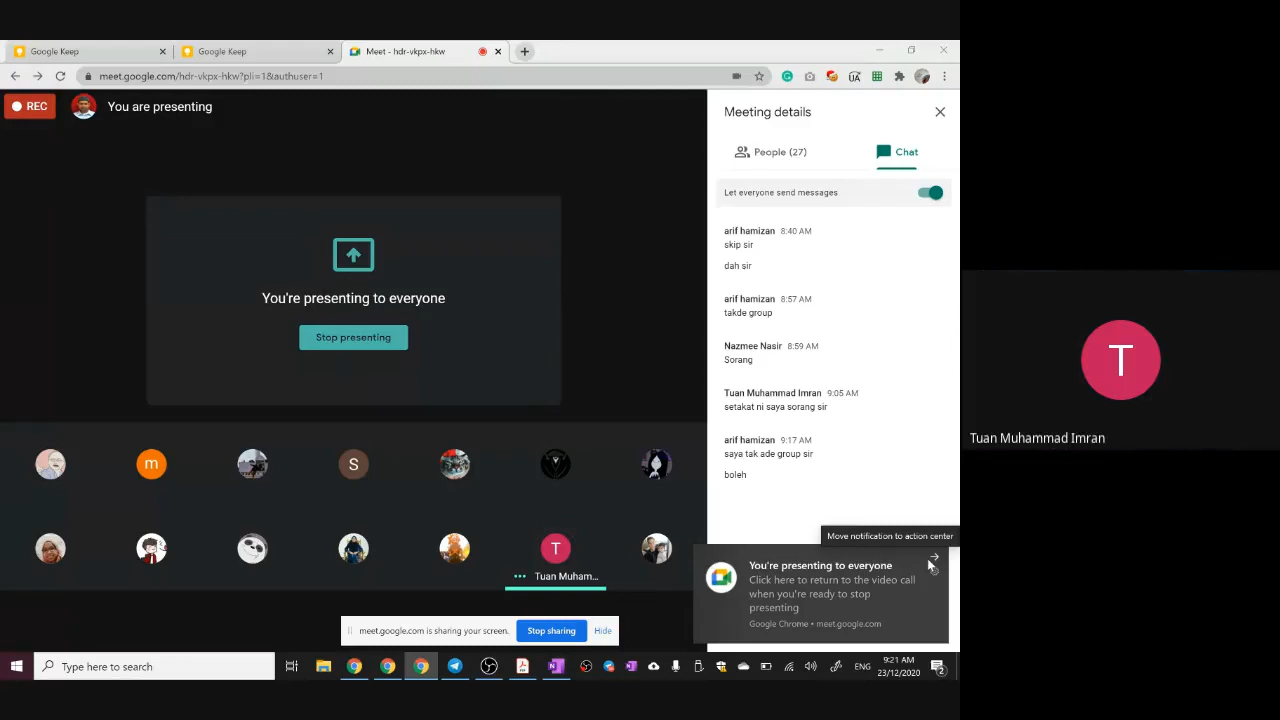 Google Keep
Google Keep
Meet - hdr-vkpx-hkw
meet.google.com/hdr-vkpx-hkw?pli=1&authuser=1
REC
You are presenting
Meeting details
People (27)
Chat
Let everyone send messages
arif hamizan 8:40 AM
skip sir
dah sir
arif hamizan 8:57 AM
takde group
Nazmee Nasir 8:59 AM
Sorang
Tuan Muhammad Imran 9:05 AM
setakat ni saya sorang sir
arif hamizan 9:17 AM
saya tak ade group sir
boleh
You're presenting to everyone
Stop presenting
m
S
T
Tuan Muham...
Move notification to action center
You're presenting to everyone
Click here to return to the video call
when you're ready to stop
presenting
Google Chrome • meet.google.com
meet.google.com is sharing your screen.
Stop sharing
Hide
Type here to search
ENG
9:21 AM
23/12/2020
2
T
Tuan Muhammad Imran